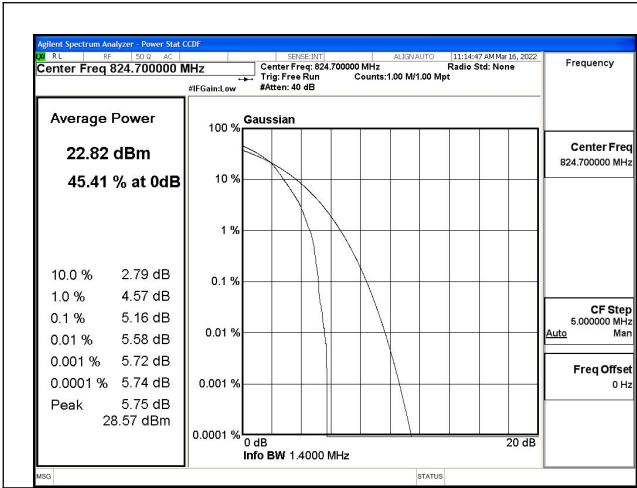 Agilent Spectrum Analyzer - Power Stat CCDF
RL RF 50 Ω AC SENSE:INT ALIGNAUTO 11:14:47 AM Mar 16, 2022
Center Freq 824.700000 MHz
Center Freq: 824.700000 MHz Radio Std: None
Trig: Free Run Counts:1.00 M/1.00 Mpt
#IFGain:Low #Atten: 40 dB
Frequency
Average Power
22.82 dBm
45.41 % at 0dB
10.0 % 2.79 dB
1.0 % 4.57 dB
0.1 % 5.16 dB
0.01 % 5.58 dB
0.001 % 5.72 dB
0.0001 % 5.74 dB
Peak 5.75 dB
28.57 dBm
Gaussian
100 %
10 %
1 %
0.1 %
0.01 %
0.001 %
0.0001 %
0 dB 20 dB
Info BW 1.4000 MHz
Center Freq
824.700000 MHz
CF Step
5.000000 MHz
Auto Man
Freq Offset
0 Hz
MSG STATUS